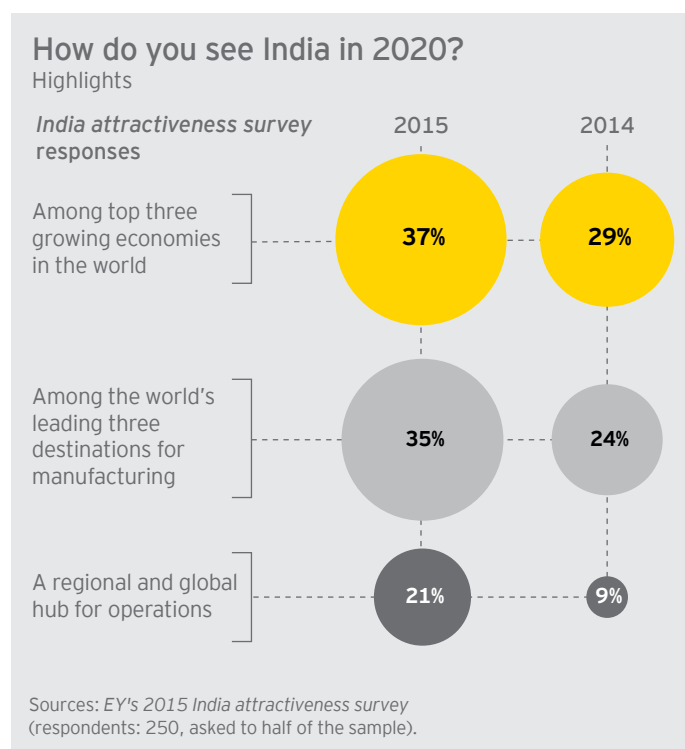 How do you see India in 2020?
Highlights
India attractiveness survey
responses
2015
2014
Among top three
growing economies
in the world
37%
29%
Among the world's
leading three
destinations for
manufacturing
35%
24%
A regional and global
hub for operations
21%
9%
Sources: EY's 2015 India attractiveness survey
(respondents: 250, asked to half of the sample).